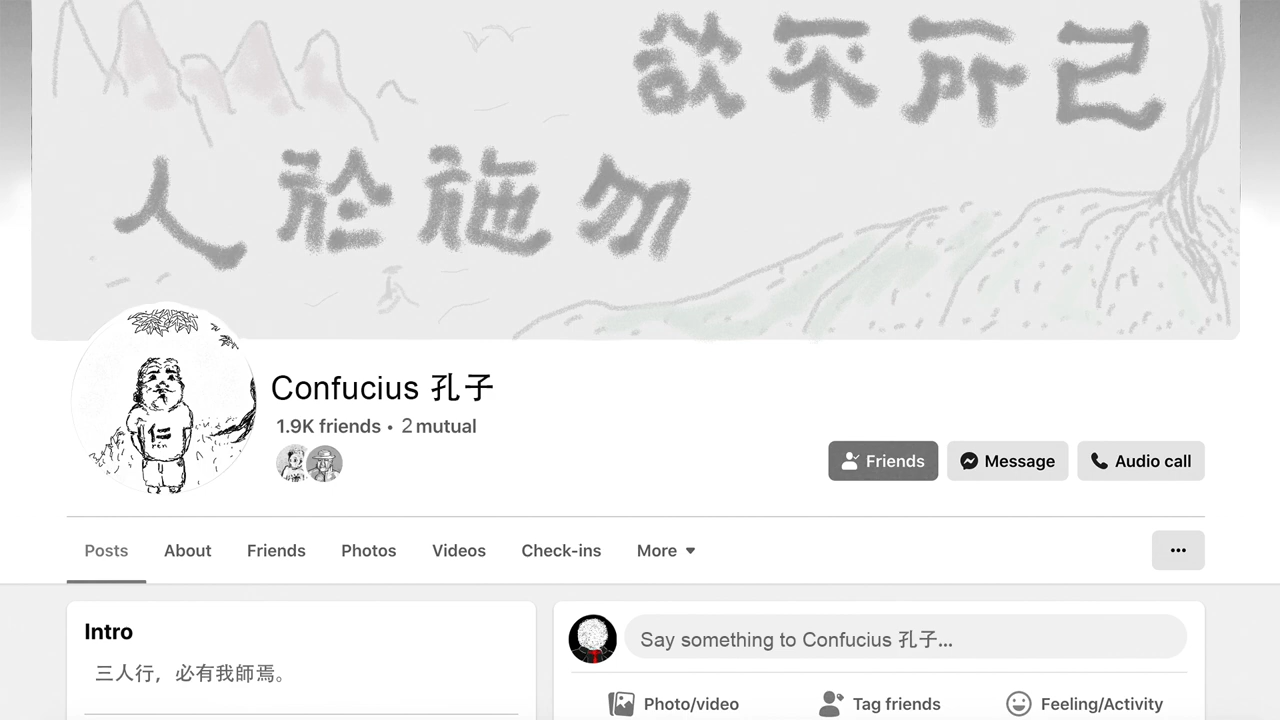 己所不欲
勿施於人
仁
Confucius 孔子
1.9K friends • 2 mutual
Friends
Message
Audio call
Posts
About
Friends
Photos
Videos
Check-ins
More
Intro
三人行，必有我師焉。
Say something to Confucius 孔子...
Photo/video
Tag friends
Feeling/Activity